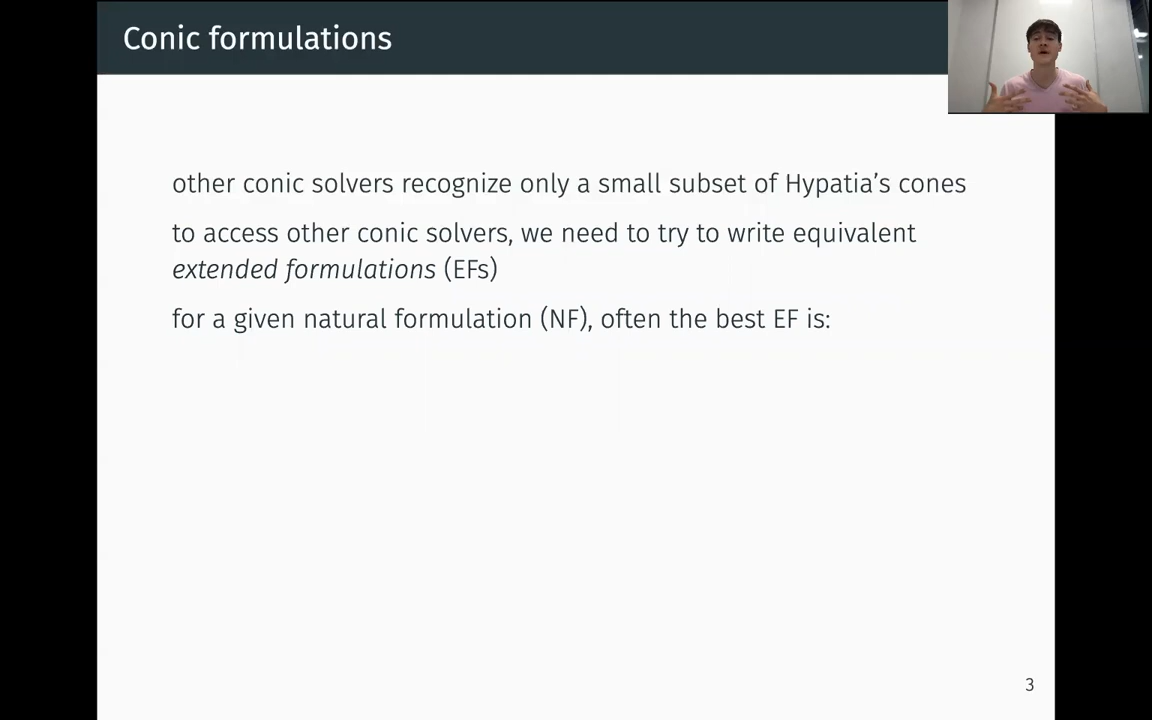 Conic formulations
other conic solvers recognize only a small subset of Hypatia’s cones
to access other conic solvers, we need to try to write equivalent
extended formulations (EFs)
for a given natural formulation (NF), often the best EF is:
3